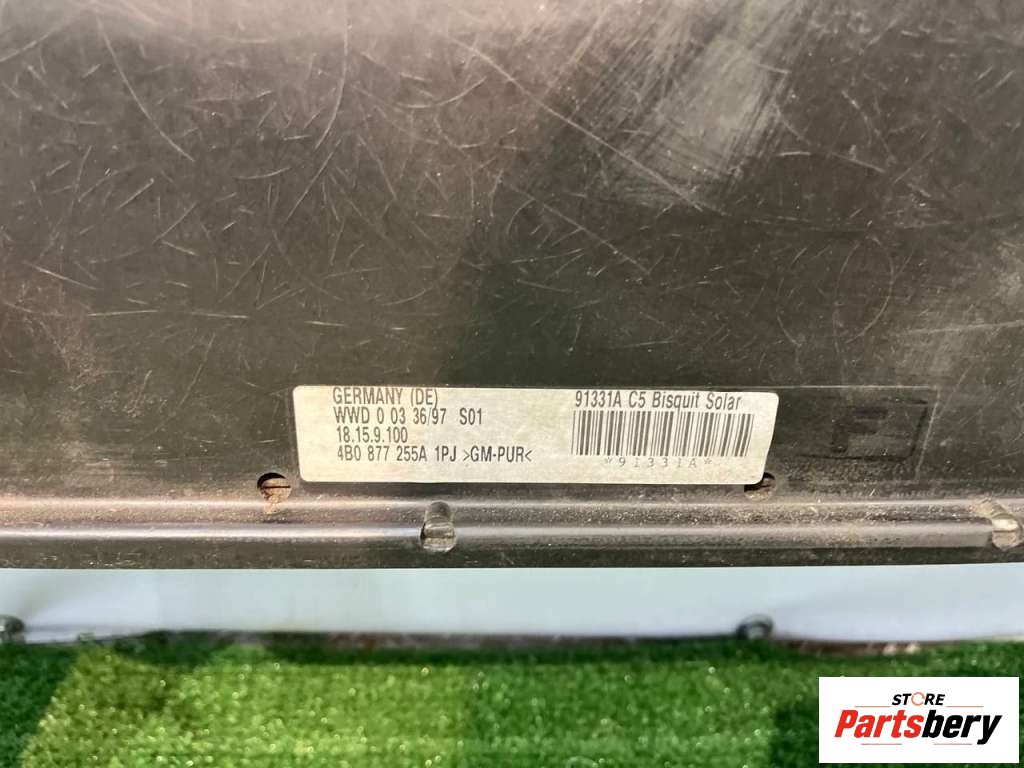 GERMANY (DE)
WWD 0 03 36/97 S01
18.15.9.100
4B0 877 255A 1PJ >GM-PUR<
91331A C5 Bisquit Solar
*91331A*
F
STORE
Partsbery